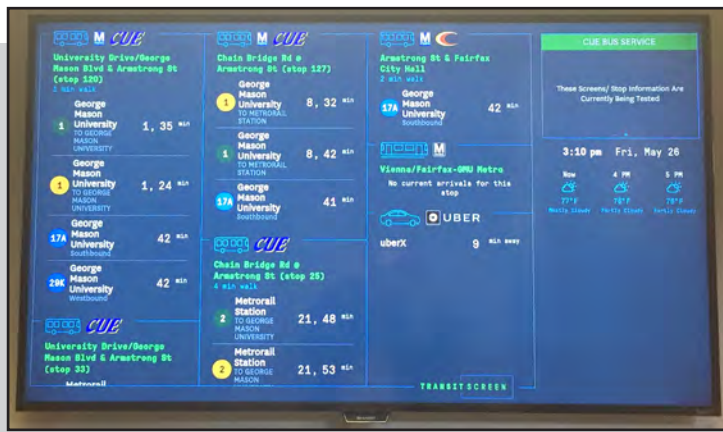 M CUE
University Drive/George
Mason Blvd & Armstrong St
(stop 120)
1 min walk
1
George
Mason
University
TO GEORGE
MASON
UNIVERSITY
1, 35 min
1
George
Mason
University
TO GEORGE
MASON
UNIVERSITY
1, 24 min
17A
George
Mason
University
Southbound
42 min
29K
George
Mason
University
Westbound
42 min
CUE
University Drive/George
Mason Blvd & Armstrong St
(stop 33)
Metrorail
M CUE
Chain Bridge Rd @
Armstrong St (stop 127)
1
George
Mason
University
TO METRORAIL
STATION
8, 32 min
1
George
Mason
University
TO METRORAIL
STATION
8, 42 min
17A
George
Mason
University
Southbound
41 min
CUE
Chain Bridge Rd @
Armstrong St (stop 25)
4 min walk
2
Metrorail
Station
TO GEORGE
MASON
UNIVERSITY
21, 48 min
2
Metrorail
Station
TO GEORGE
MASON
21, 53 min
M
Armstrong St & Fairfax
City Hall
2 min walk
17A
George
Mason
University
Southbound
42 min
M
Vienna/Fairfax-GMU Metro
No current arrivals for this
stop
UBER
uberX
9 min away
TRANSITSCREEN
CUE BUS SERVICE
These Screens/ Stop Information Are
Currently Being Tested
3:10 pm Fri, May 26
Now 4 PM 5 PM
77°F 78°F 78°F
Mostly Cloudy Partly Cloudy Partly Cloudy